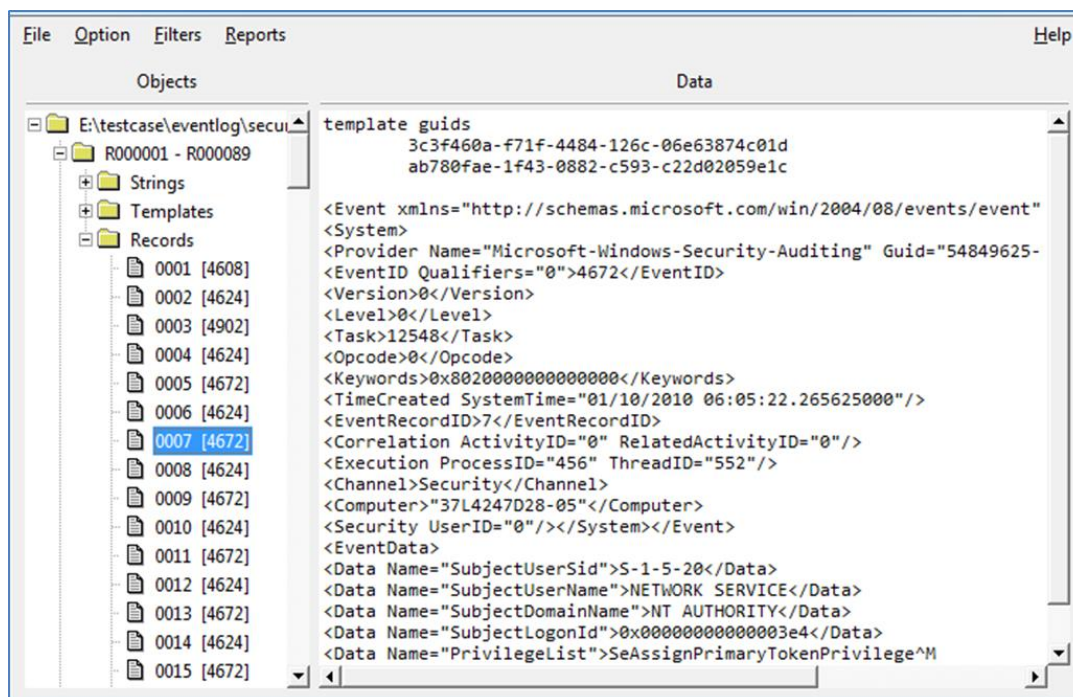 File Option Filters Reports Help
Objects
E:\testcase\eventlog\secu
R000001 - R000089
Strings
Templates
Records
0001 [4608]
0002 [4624]
0003 [4902]
0004 [4624]
0005 [4672]
0006 [4624]
0007 [4672]
0008 [4624]
0009 [4672]
0010 [4624]
0011 [4672]
0012 [4624]
0013 [4672]
0014 [4624]
0015 [4672]
Data
template guids
3c3f460a-f71f-4484-126c-06e63874c01d
ab780fae-1f43-0882-c593-c22d02059e1c
<Event xmlns="http://schemas.microsoft.com/win/2004/08/events/event"
<System>
<Provider Name="Microsoft-Windows-Security-Auditing" Guid="54849625-
<EventID Qualifiers="0">4672</EventID>
<Version>0</Version>
<Level>0</Level>
<Task>12548</Task>
<Opcode>0</Opcode>
<Keywords>0x8020000000000000</Keywords>
<TimeCreated SystemTime="01/10/2010 06:05:22.265625000"/>
<EventRecordID>7</EventRecordID>
<Correlation ActivityID="0" RelatedActivityID="0"/>
<Execution ProcessID="456" ThreadID="552"/>
<Channel>Security</Channel>
<Computer>"37L4247D28-05"</Computer>
<Security UserID="0"/></System></Event>
<EventData>
<Data Name="SubjectUserSid">S-1-5-20</Data>
<Data Name="SubjectUserName">NETWORK SERVICE</Data>
<Data Name="SubjectDomainName">NT AUTHORITY</Data>
<Data Name="SubjectLogonId">0x00000000000003e4</Data>
<Data Name="PrivilegeList">SeAssignPrimaryTokenPrivilege^M